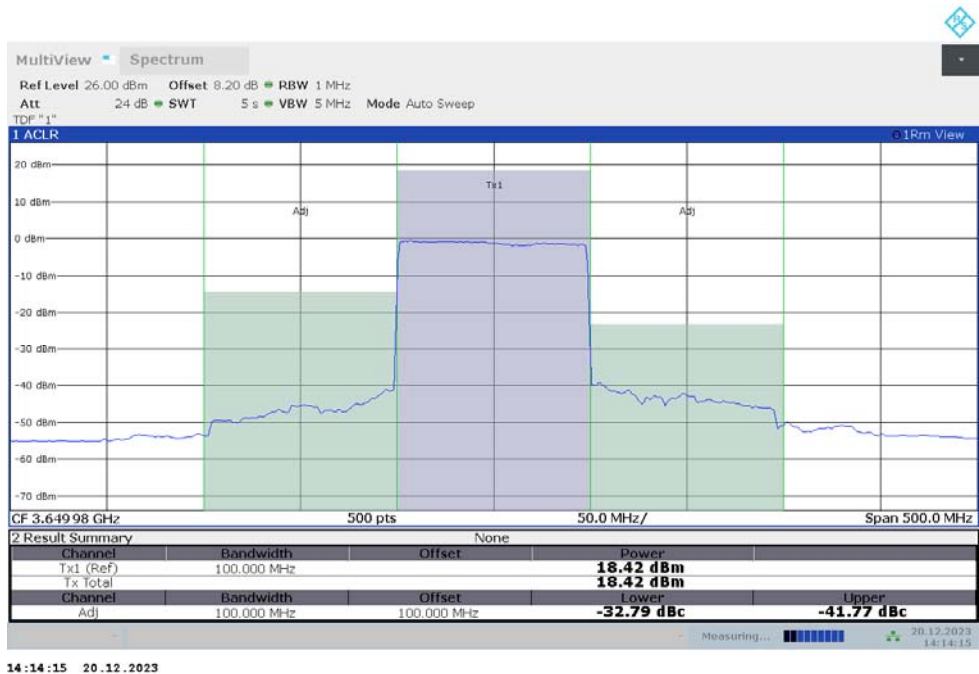 R S
MultiView Spectrum
Ref Level 26.00 dBm Offset 8.20 dB RBW 1 MHz
Att 24 dB SWT 5 s VBW 5 MHz Mode Auto Sweep
TDF "1"
1 ACLR 1Rm View
20 dBm
Tx1
10 dBm
Adj Adj
0 dBm
-10 dBm
-20 dBm
-30 dBm
-40 dBm
-50 dBm
-60 dBm
-70 dBm
CF 3.64998 GHz 500 pts 50.0 MHz/ Span 500.0 MHz
2 Result Summary None
Channel Bandwidth Offset Power
Tx1 (Ref) 100.000 MHz 18.42 dBm
Tx Total 18.42 dBm
Channel Bandwidth Offset Lower Upper
Adj 100.000 MHz 100.000 MHz -32.79 dBc -41.77 dBc
Measuring... 20.12.2023
14:14:15
14:14:15 20.12.2023